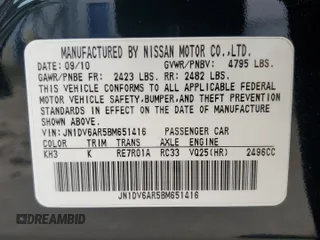 MANUFACTURED BY NISSAN MOTOR CO.,LTD.
DATE: 09/10 GVWR/PNBV: 4795 LBS.
GAWR/PNBE FR: 2423 LBS. RR: 2482 LBS.
THIS VEHICLE CONFORMS TO ALL APPLICABLE
U.S. FEDERAL MOTOR VEHICLE
SAFETY,BUMPER,AND THEFT PREVENTION STANDARDS
IN EFFECT ON THE DATE OF MANUFACTURE SHOWN
ABOVE.
VIN: JN1DV6AR5BM651416 PASSENGER CAR
COLOR TRIM TRANS AXLE ENGINE
KH3 K RE7R01A RC33 VQ25(HR) 2496CC
JN1DV6AR5BM651416
DREAMBID